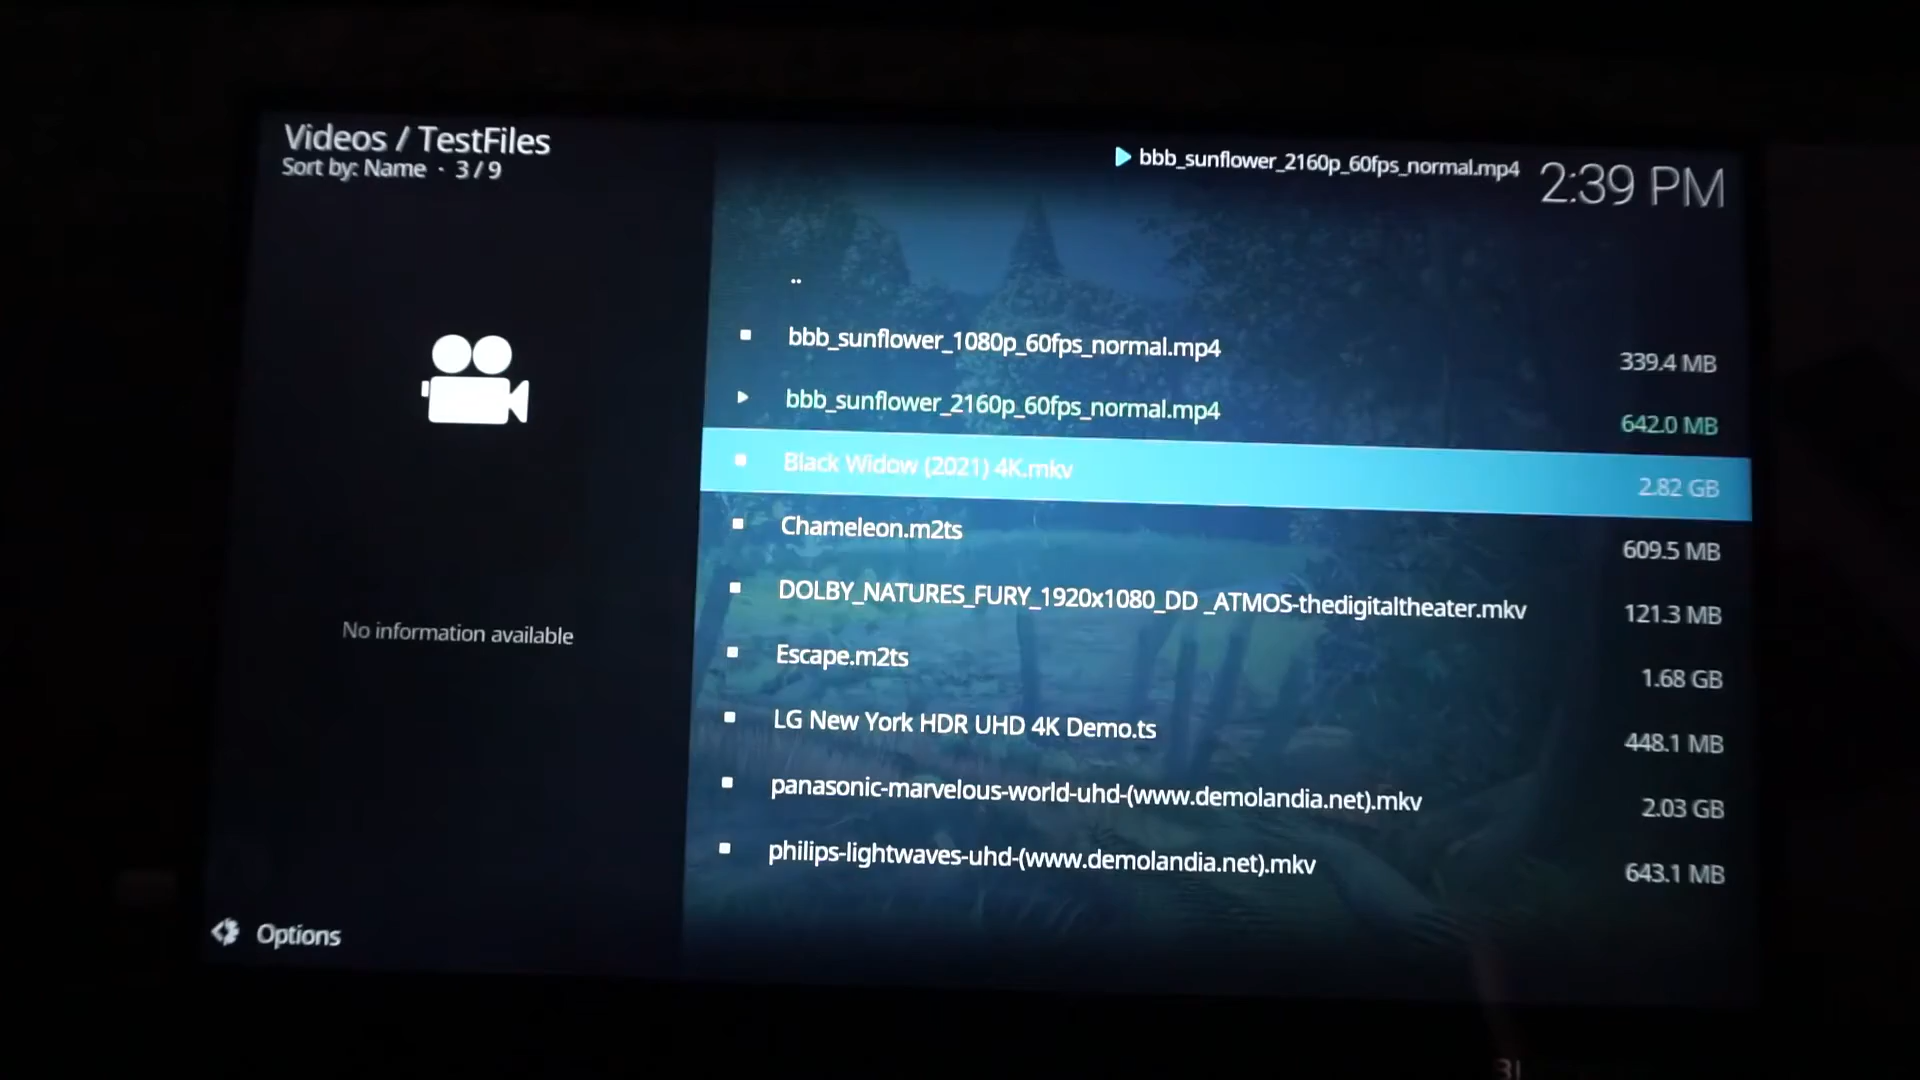 Videos / TestFiles
Sort by: Name · 3 / 9
bbb_sunflower_2160p_60fps_normal.mp4
2:39 PM
..
bbb_sunflower_1080p_60fps_normal.mp4 339.4 MB
bbb_sunflower_2160p_60fps_normal.mp4 642.0 MB
Black Widow (2021) 4K.mkv 2.82 GB
Chameleon.m2ts 609.5 MB
DOLBY_NATURES_FURY_1920x1080_DD _ATMOS-thedigitaltheater.mkv 121.3 MB
Escape.m2ts 1.68 GB
LG New York HDR UHD 4K Demo.ts 448.1 MB
panasonic-marvelous-world-uhd-(www.demolandia.net).mkv 2.03 GB
philips-lightwaves-uhd-(www.demolandia.net).mkv 643.1 MB
No information available
Options